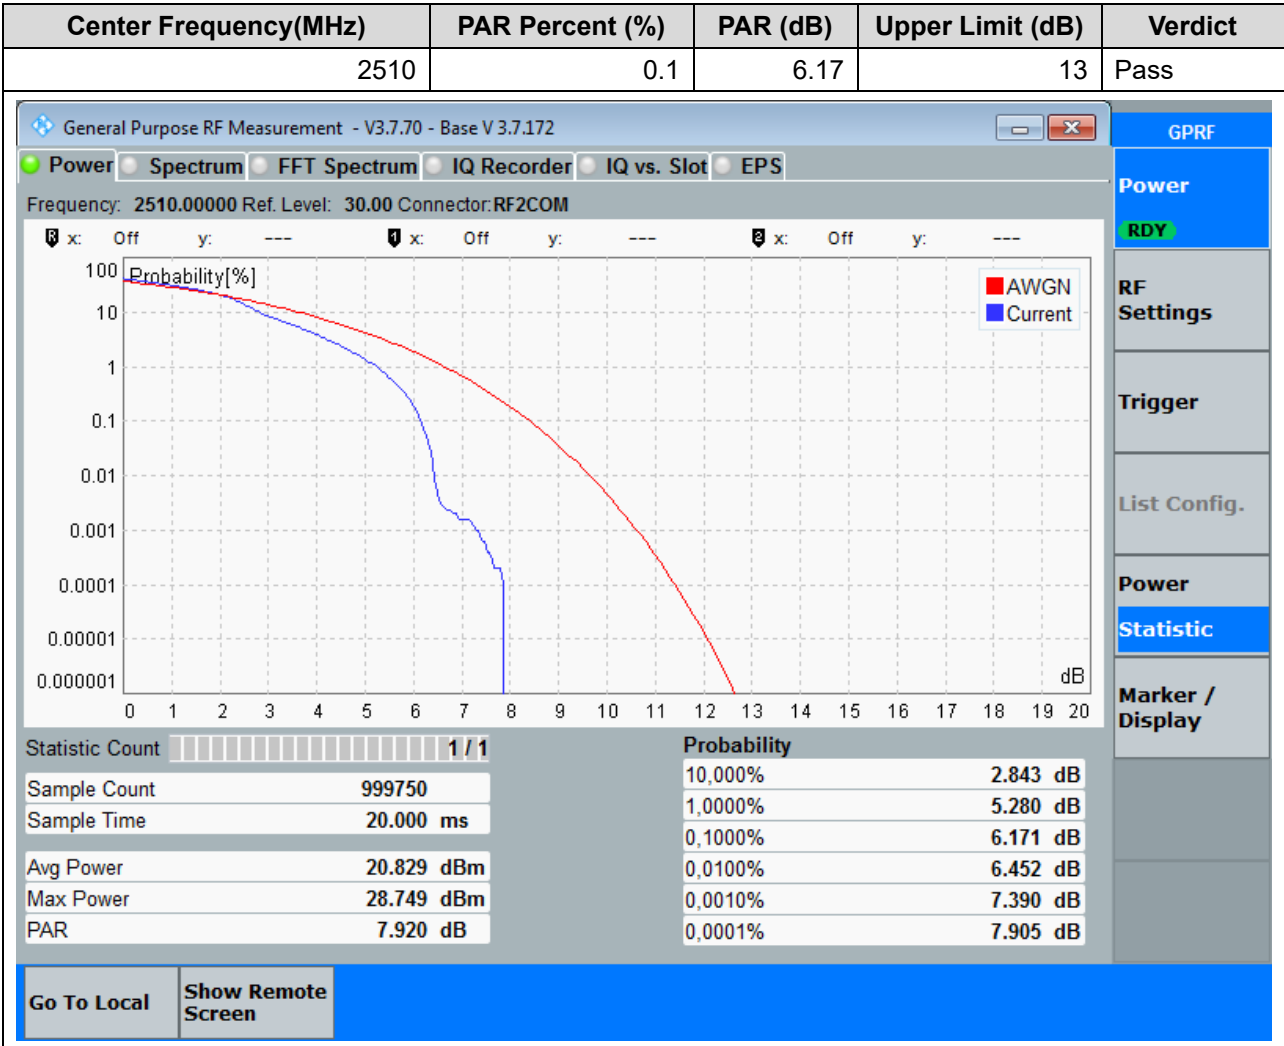 Center Frequency(MHz) PAR Percent (%) PAR (dB) Upper Limit (dB) Verdict
2510 0.1 6.17 13 Pass
General Purpose RF Measurement - V3.7.70 - Base V 3.7.172
GPRF
Power Spectrum FFT Spectrum IQ Recorder IQ vs. Slot EPS
Frequency: 2510.00000 Ref. Level: 30.00 Connector: RF2COM
R x: Off y: --- 1 x: Off y: --- 2 x: Off y: ---
Probability[%]
AWGN
Current
100
10
1
0.1
0.01
0.001
0.0001
0.00001
0.000001
dB
0 1 2 3 4 5 6 7 8 9 10 11 12 13 14 15 16 17 18 19 20
Statistic Count 1 / 1
Sample Count 999750
Sample Time 20.000 ms
Avg Power 20.829 dBm
Max Power 28.749 dBm
PAR 7.920 dB
Probability
10,000% 2.843 dB
1,0000% 5.280 dB
0,1000% 6.171 dB
0,0100% 6.452 dB
0,0010% 7.390 dB
0,0001% 7.905 dB
Power
RDY
RF
Settings
Trigger
List Config.
Power
Statistic
Marker /
Display
Go To Local
Show Remote
Screen